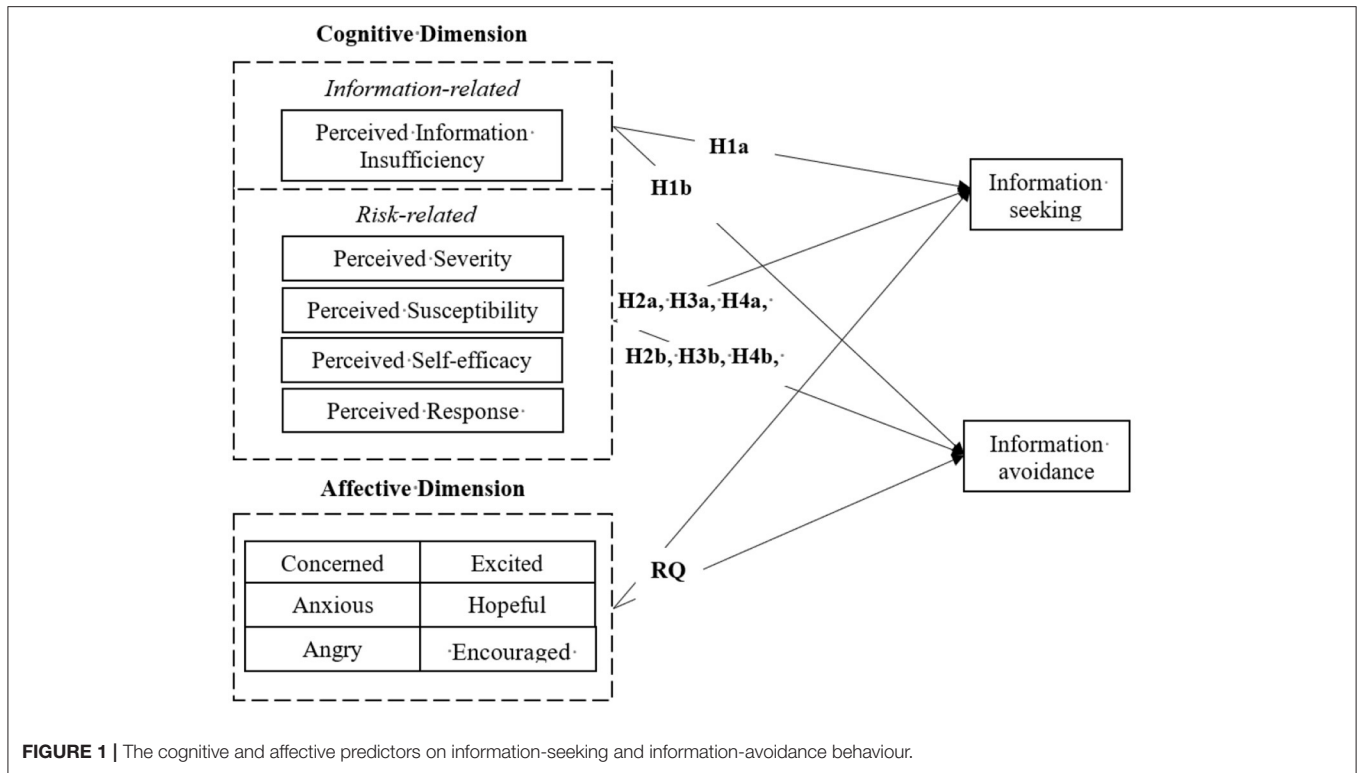 Cognitive·Dimension
Information-related
Perceived·Information·
Insufficiency
Risk-related
Perceived·Severity
Perceived·Susceptibility
Perceived·Self-efficacy
Perceived·Response·
H1a
H1b
H2a,·H3a,·H4a,·
H2b,·H3b,·H4b,·
Information·
seeking
Information·
avoidance
Affective·Dimension
Concerned Excited
Anxious Hopeful
Angry ·Encouraged·
RQ
FIGURE 1 | The cognitive and affective predictors on information-seeking and information-avoidance behaviour.